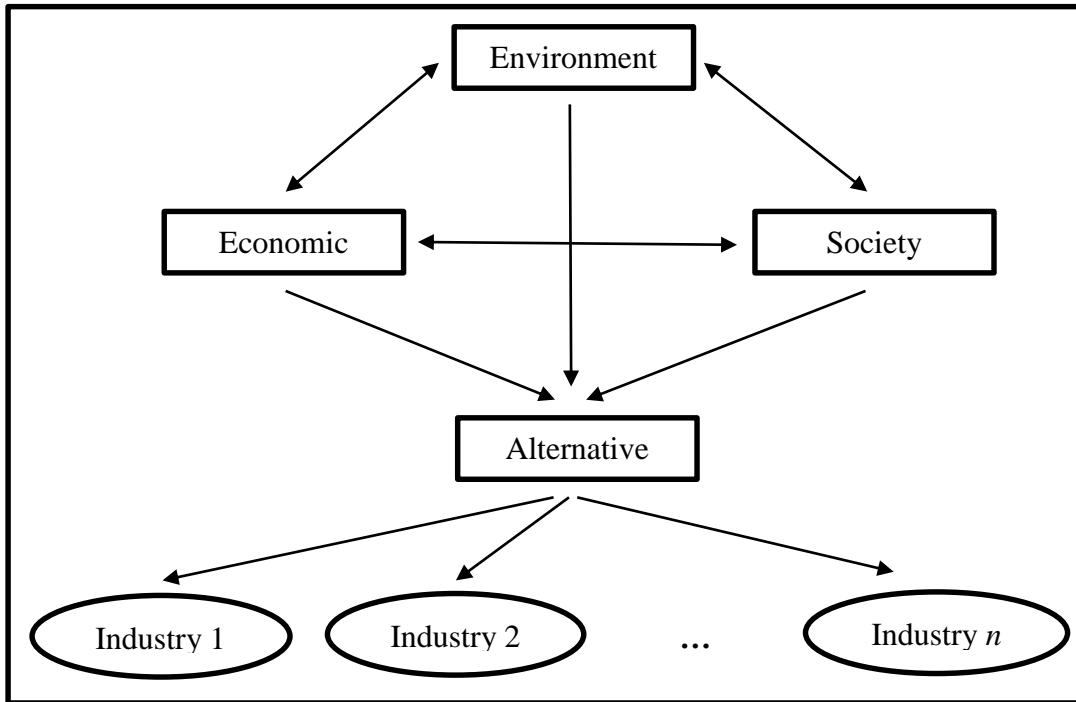 Environment
Economic
Society
Alternative
Industry 1
Industry 2
...
Industry n